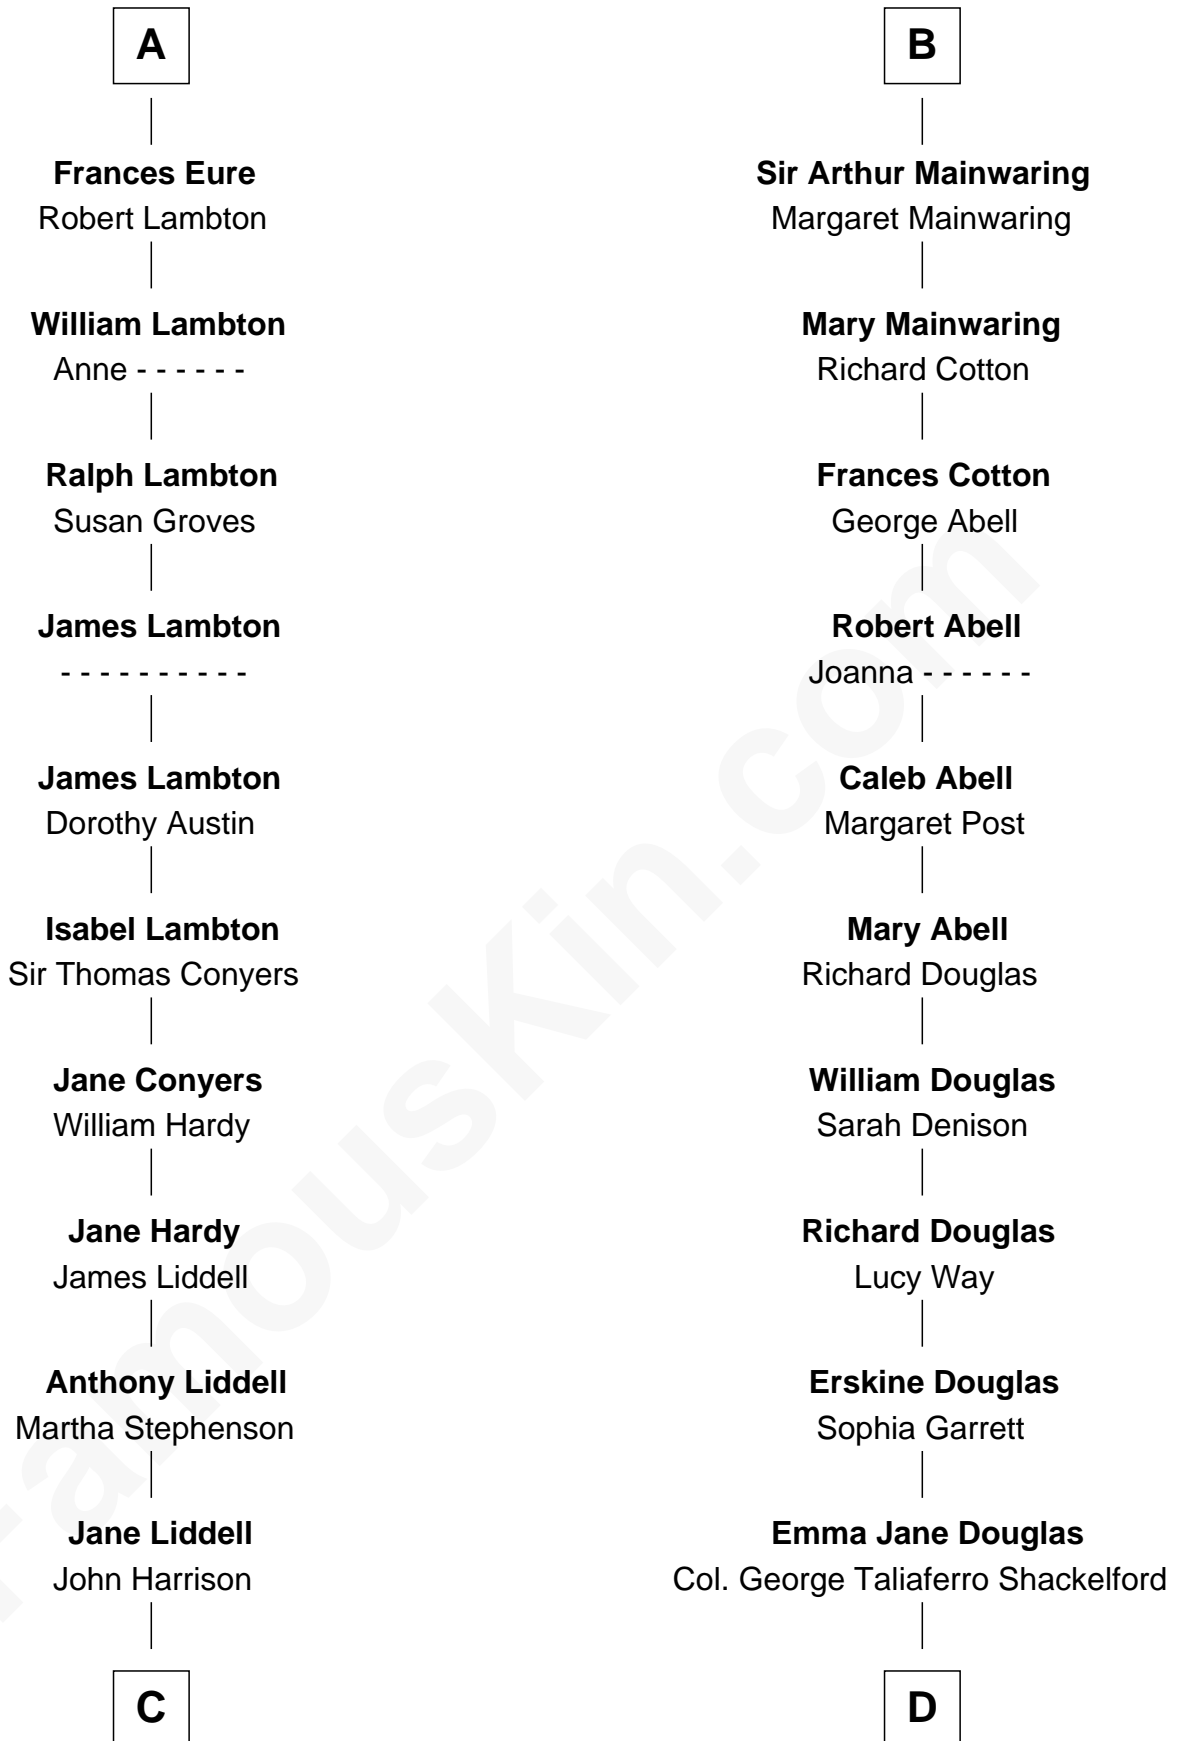 A
Frances Eure
Robert Lambton
William Lambton
Anne - - - - - -
Ralph Lambton
Susan Groves
James Lambton
- - - - - - - - - -
James Lambton
Dorothy Austin
Isabel Lambton
Sir Thomas Conyers
Jane Conyers
William Hardy
Jane Hardy
James Liddell
Anthony Liddell
Martha Stephenson
Jane Liddell
John Harrison
C
B
Sir Arthur Mainwaring
Margaret Mainwaring
Mary Mainwaring
Richard Cotton
Frances Cotton
George Abell
Robert Abell
Joanna - - - - - -
Caleb Abell
Margaret Post
Mary Abell
Richard Douglas
William Douglas
Sarah Denison
Richard Douglas
Lucy Way
Erskine Douglas
Sophia Garrett
Emma Jane Douglas
Col. George Taliaferro Shackelford
D
FamousKin.com